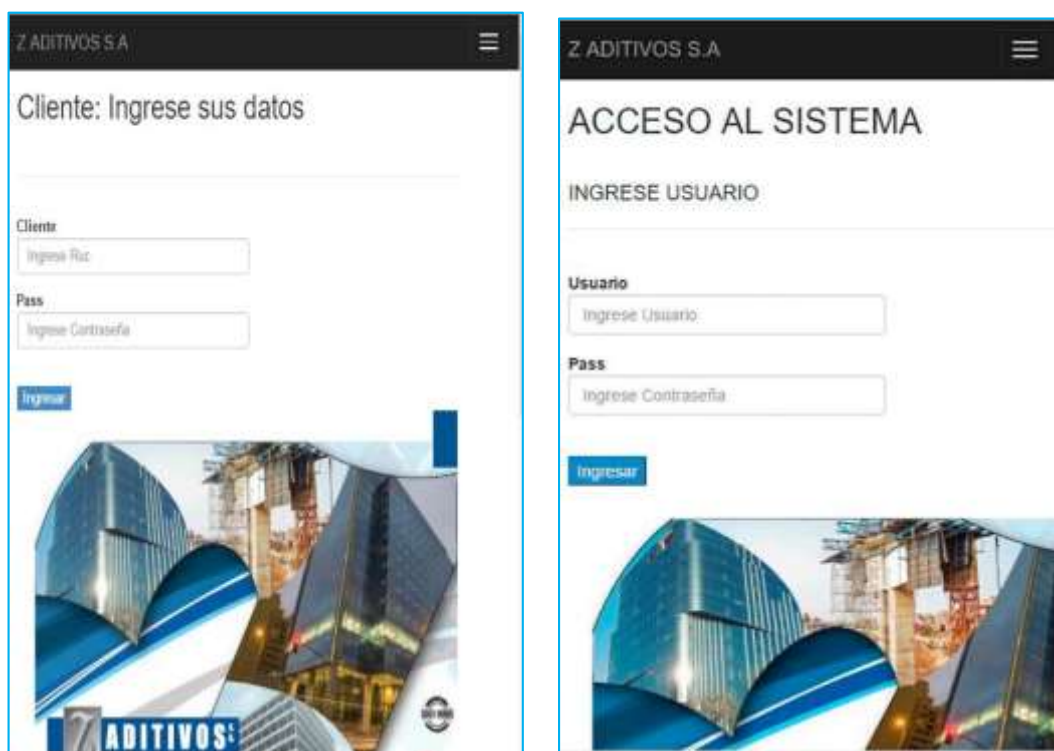 Z ADITIVOS S.A
Cliente: Ingrese sus datos
Cliente
Ingrese Ruc
Pass
Ingrese Contraseña
Ingresar
ADITIVOS
Z ADITIVOS S.A
ACCESO AL SISTEMA
INGRESE USUARIO
Usuario
Ingrese Usuario
Pass
Ingrese Contraseña
Ingresar